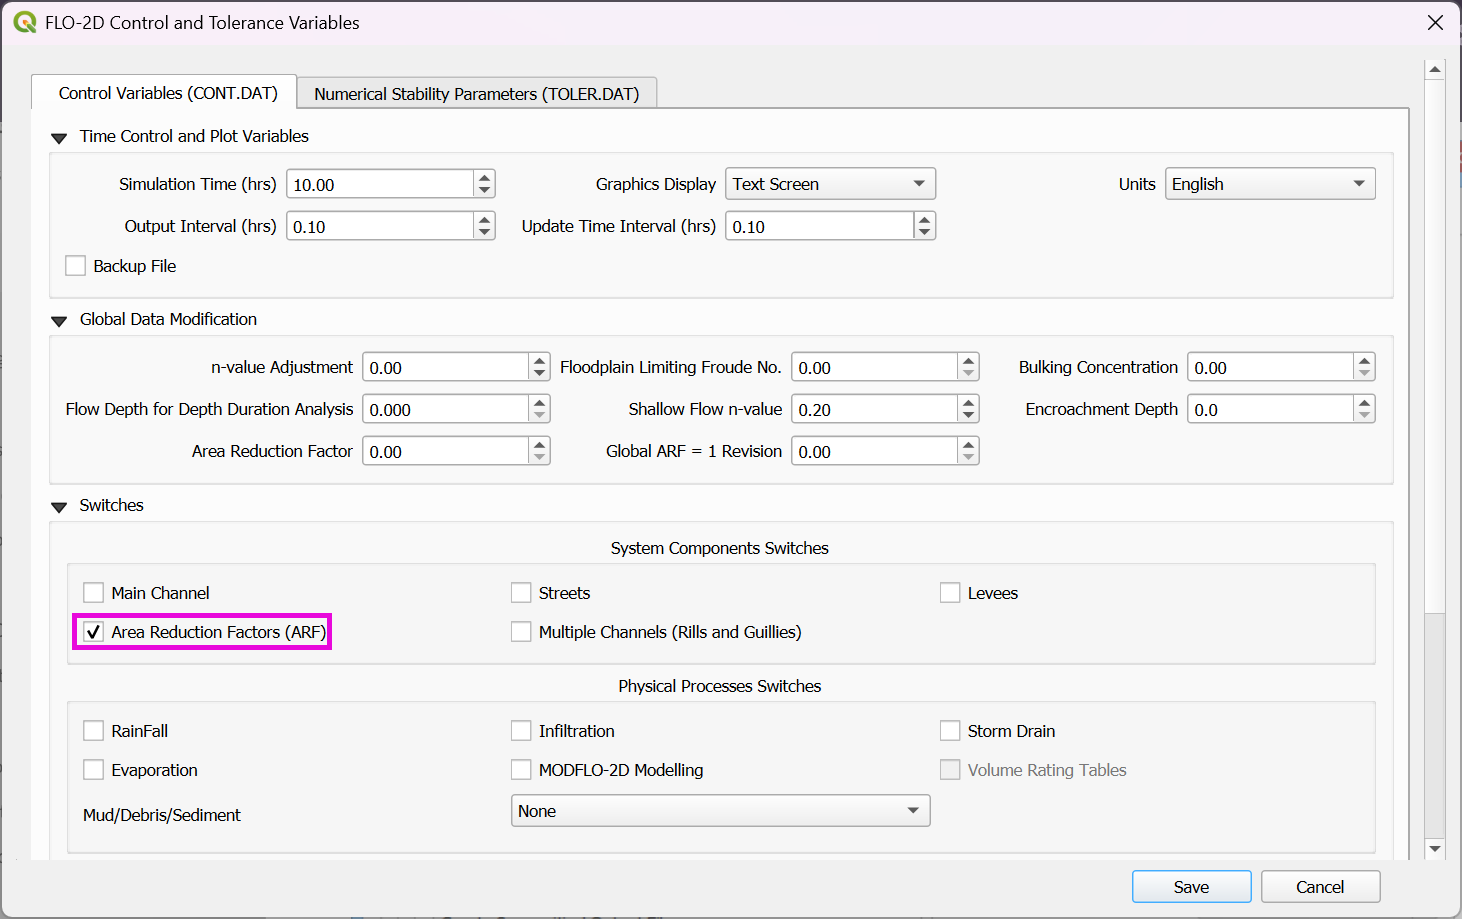 FLO-2D Control and Tolerance Variables
Control Variables (CONT.DAT) Numerical Stability Parameters (TOLER.DAT)
Time Control and Plot Variables
Simulation Time (hrs) 10.00 Graphics Display Text Screen Units English
Output Interval (hrs) 0.10 Update Time Interval (hrs) 0.10
Backup File
Global Data Modification
n-value Adjustment 0.00 Floodplain Limiting Froude No. 0.00 Bulking Concentration 0.00
Flow Depth for Depth Duration Analysis 0.000 Shallow Flow n-value 0.20 Encroachment Depth 0.0
Area Reduction Factor 0.00 Global ARF = 1 Revision 0.00
Switches
System Components Switches
Main Channel Streets Levees
Area Reduction Factors (ARF) Multiple Channels (Rills and Guillies)
Physical Processes Switches
RainFall Infiltration Storm Drain
Evaporation MODFLO-2D Modelling Volume Rating Tables
Mud/Debris/Sediment None
Save Cancel